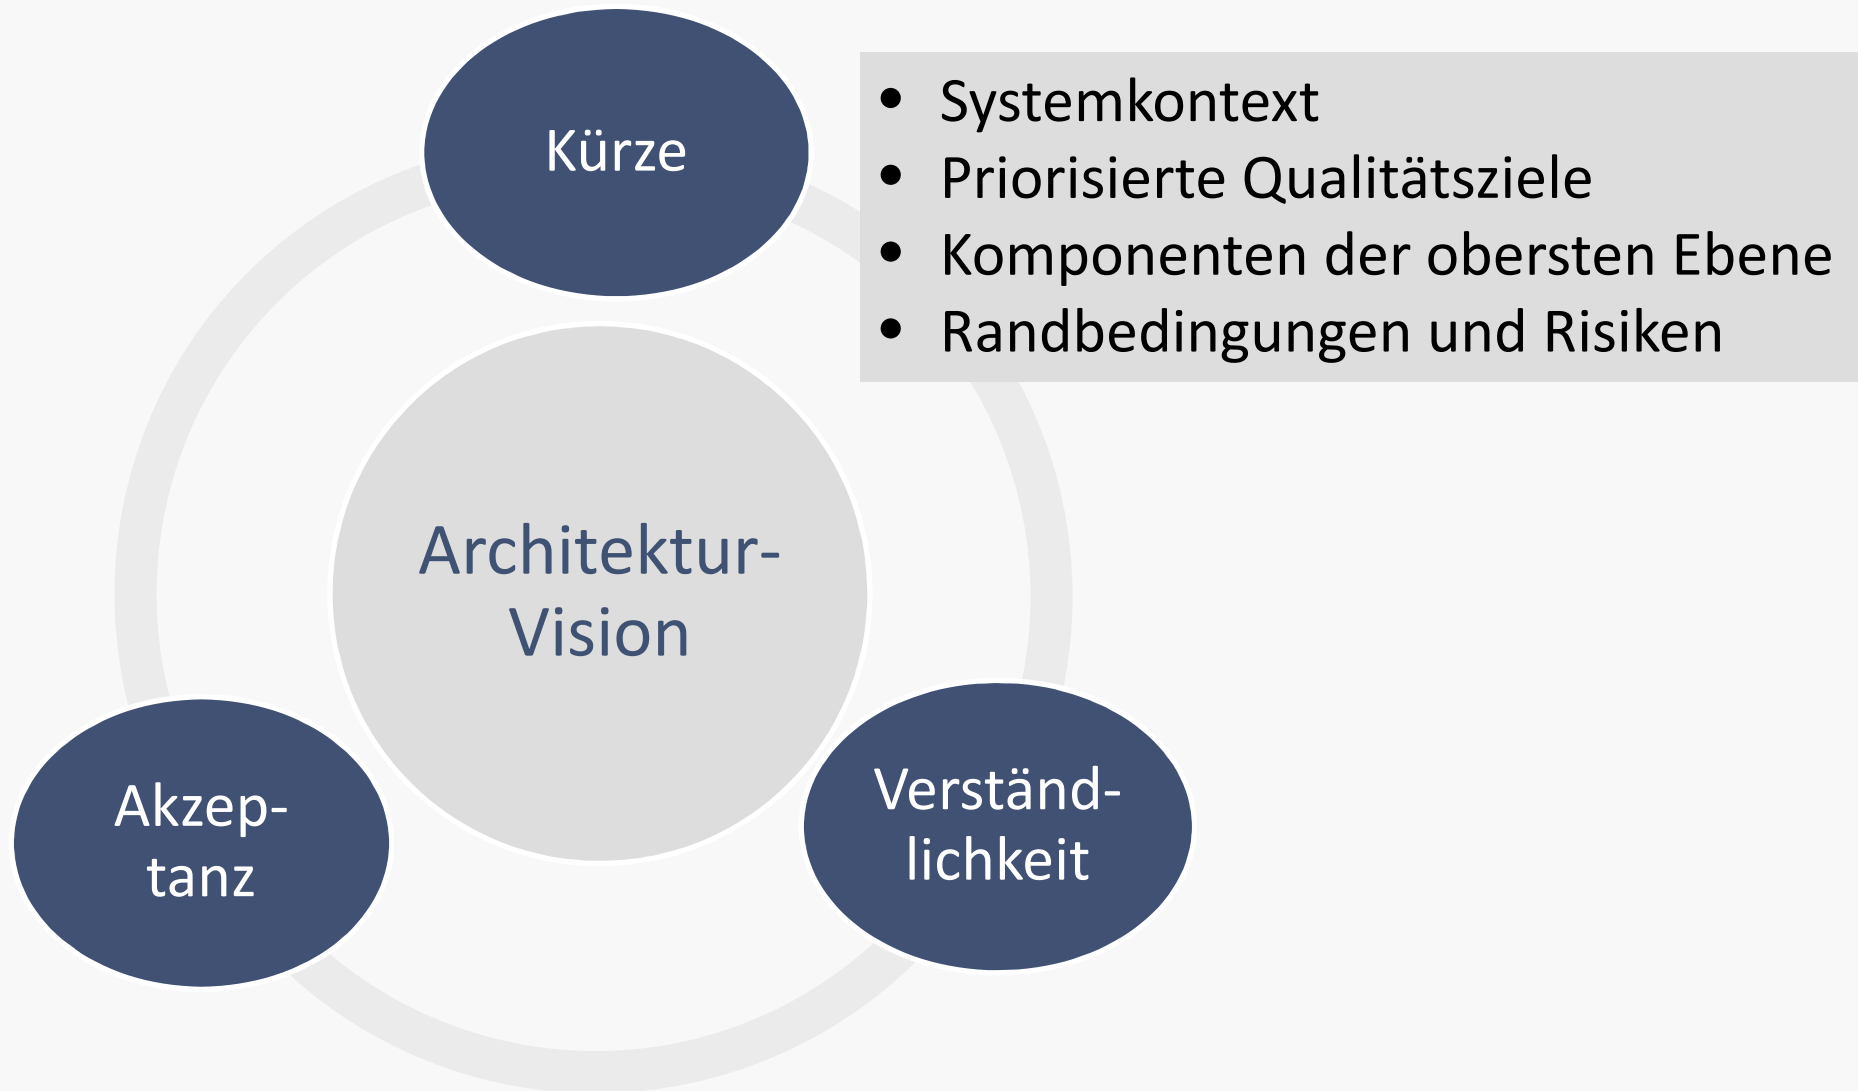 Kürze
• Systemkontext
• Priorisierte Qualitätsziele
• Komponenten der obersten Ebene
• Randbedingungen und Risiken
Architektur-
Vision
Akzep-
tanz
Verständ-
lichkeit